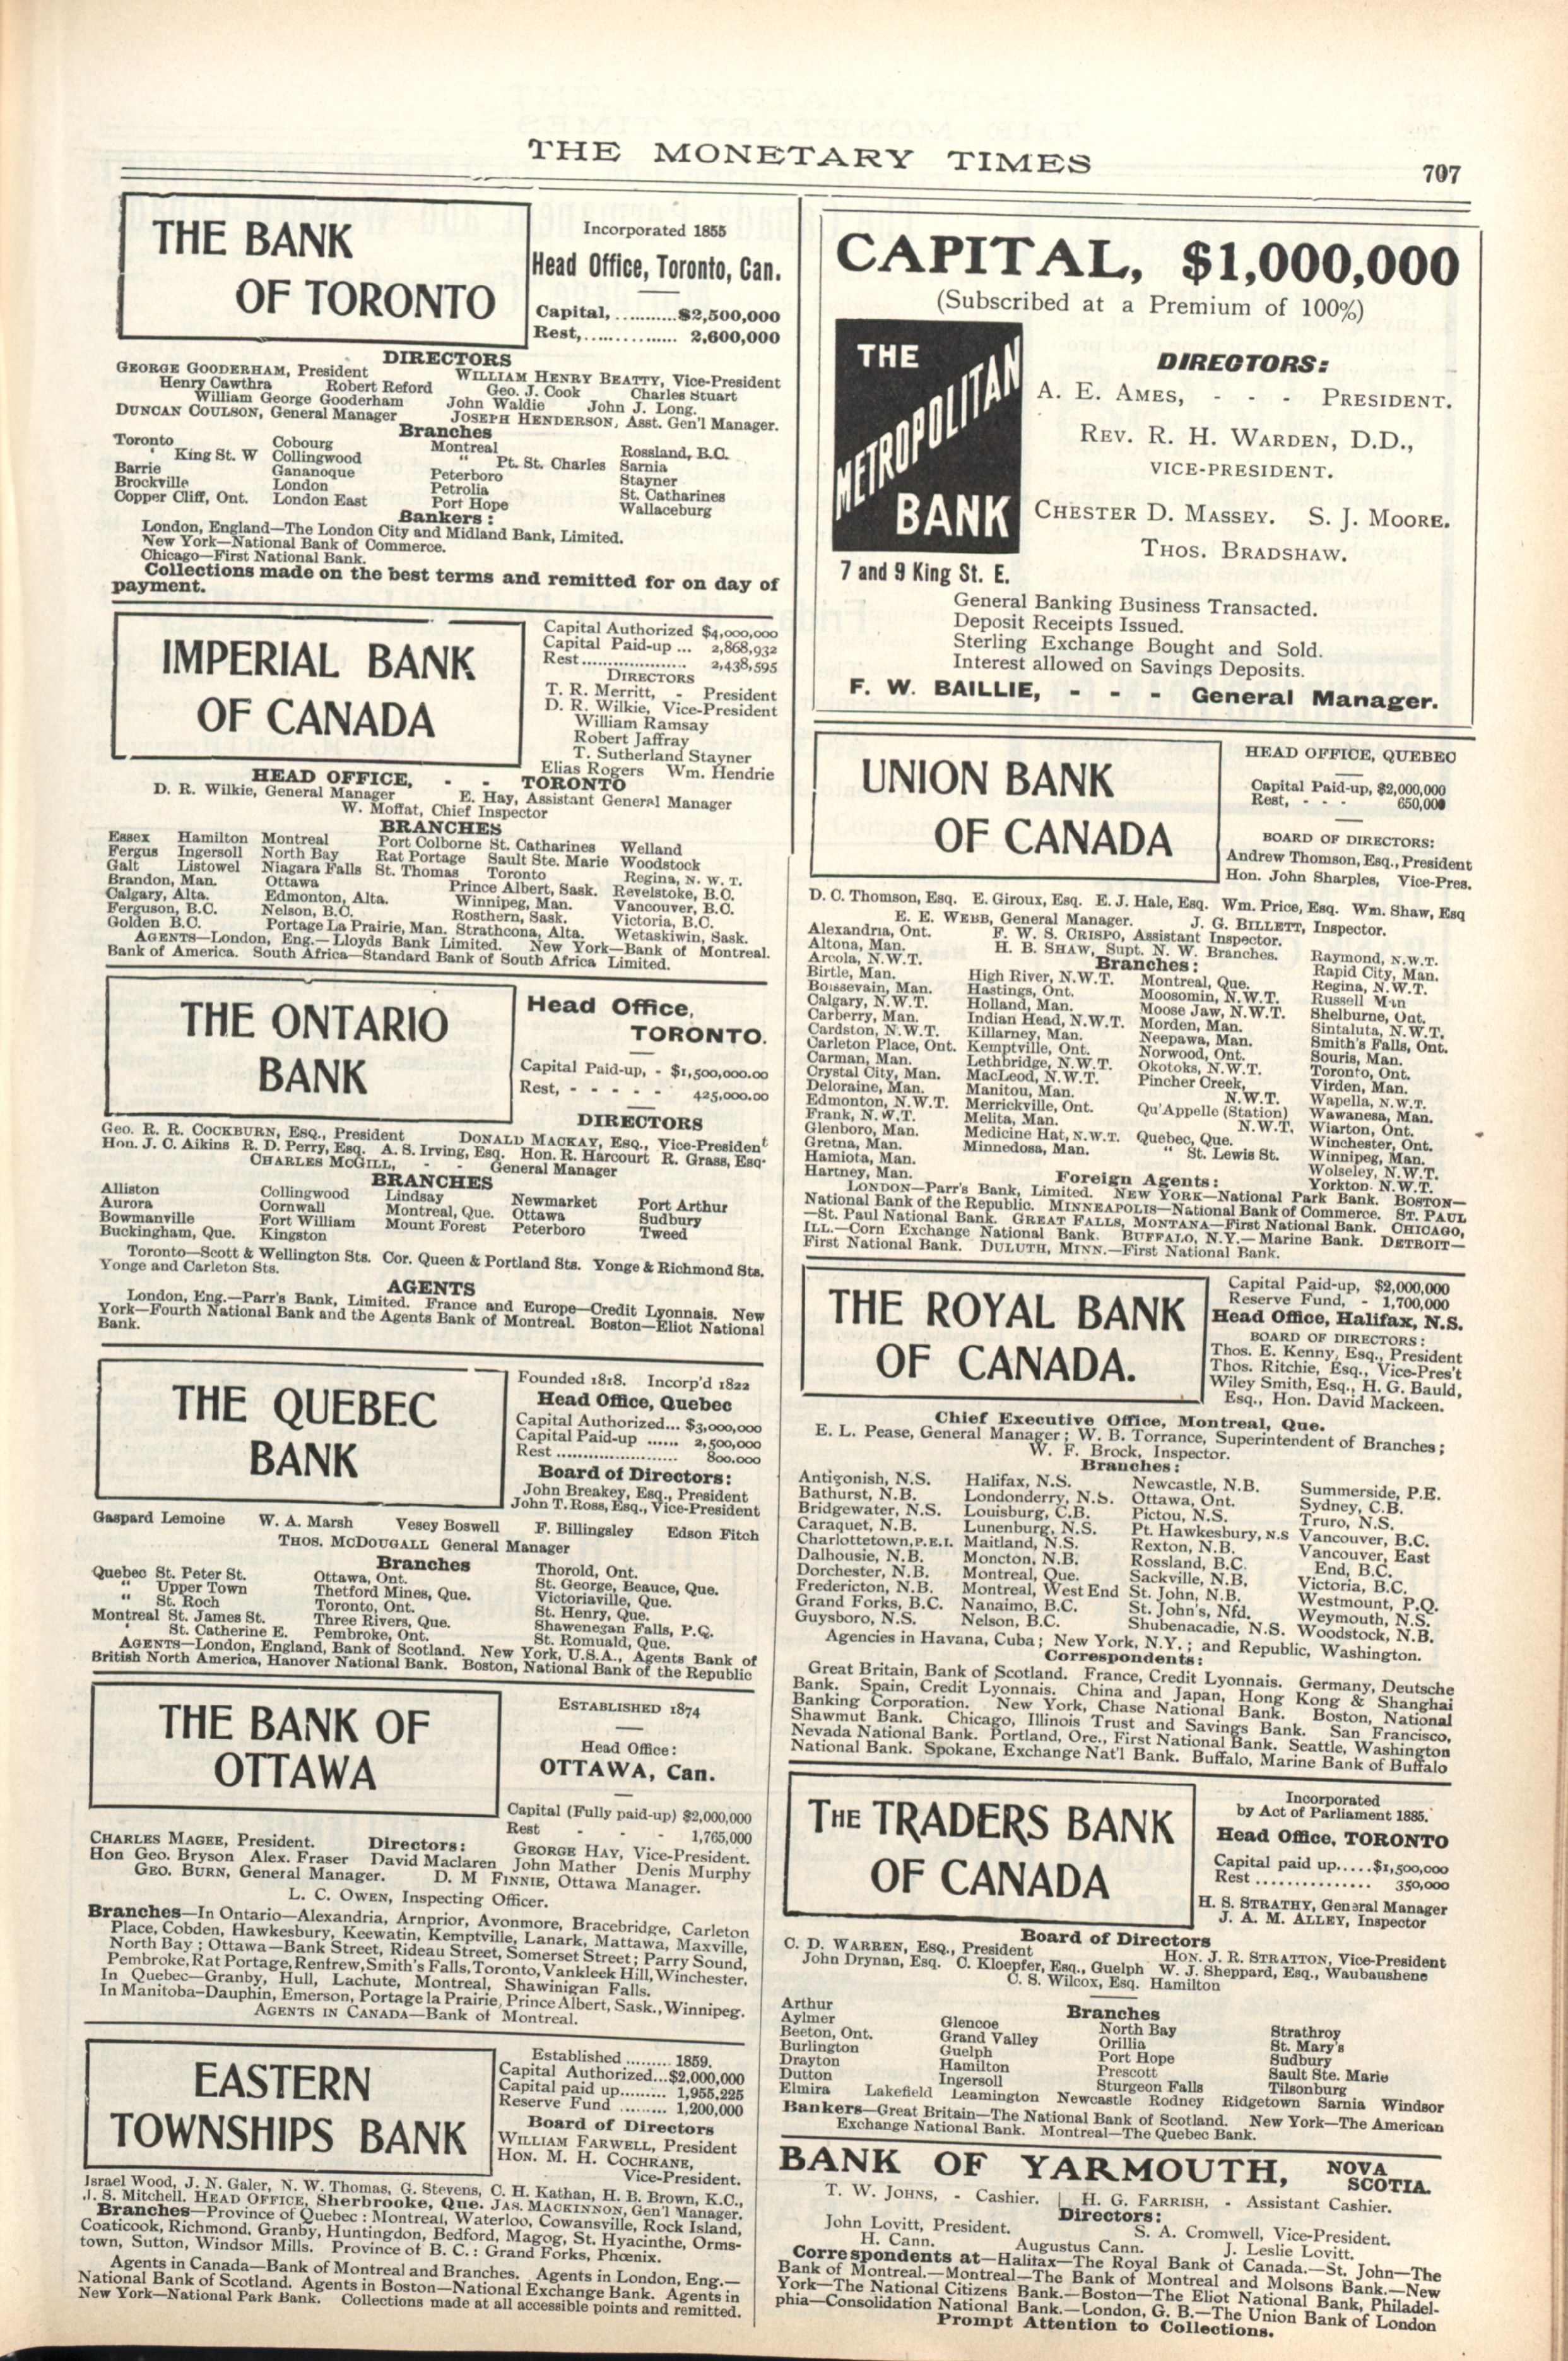 THE MONETARY TIMES
707
THE BANK
OF TORONTO
Incorporated 1855
Head Office, Toronto, Can.
Capital, ........... $2,500,000
Rest, .............. 2,600,000
DIRECTORS
GEORGE GOODERHAM, President WILLIAM HENRY BEATTY, Vice-President
Henry Cawthra Robert Reford Geo. J. Cook Charles Stuart
William George Gooderham John Waldie John J. Long.
DUNCAN COULSON, General Manager JOSEPH HENDERSON, Asst. Gen'l Manager.
Branches
Toronto Cobourg Montreal Rossland, B.C.
" King St. W Collingwood " Pt. St. Charles Sarnia
Barrie Gananoque Peterboro Stayner
Brockville London Petrolia St. Catharines
Copper Cliff, Ont. London East Port Hope Wallaceburg
Bankers:
London, England—The London City and Midland Bank, Limited.
New York—National Bank of Commerce.
Chicago—First National Bank.
Collections made on the best terms and remitted for on day of
payment.
IMPERIAL BANK
OF CANADA
Capital Authorized $4,000,000
Capital Paid-up ... 2,868,932
Rest .................... 2,438,595
DIRECTORS
T. R. Merritt, - President
D. R. Wilkie, Vice-President
William Ramsay
Robert Jaffray
T. Sutherland Stayner
Elias Rogers Wm. Hendrie
HEAD OFFICE, - - TORONTO
D. R. Wilkie, General Manager E. Hay, Assistant General Manager
W. Moffat, Chief Inspector
BRANCHES
Essex Hamilton Montreal Port Colborne St. Catharines Welland
Fergus Ingersoll North Bay Rat Portage Sault Ste. Marie Woodstock
Galt Listowel Niagara Falls St. Thomas Toronto Regina, N. W. T.
Brandon, Man. Ottawa Prince Albert, Sask. Revelstoke, B.C.
Calgary, Alta. Edmonton, Alta. Winnipeg, Man. Vancouver, B.C.
Ferguson, B.C. Nelson, B.C. Rosthern, Sask. Victoria, B.C.
Golden B.C. Portage La Prairie, Man. Strathcona, Alta. Wetaskiwin, Sask.
AGENTS—London, Eng.—Lloyds Bank Limited. New York—Bank of Montreal.
Bank of America. South Africa—Standard Bank of South Africa Limited.
THE ONTARIO
BANK
Head Office,
TORONTO.
Capital Paid-up, - $1,500,000.00
Rest, - - - - - 425,000.00
DIRECTORS
Geo. R. R. COCKBURN, ESQ., President DONALD MACKAY, ESQ., Vice-President
Hon. J. C. Aikins R. D. Perry, Esq. A. S. Irving, Esq. Hon. R. Harcourt R. Grass, Esq.
CHARLES MCGILL, - - General Manager
BRANCHES
Alliston Collingwood Lindsay Newmarket Port Arthur
Aurora Cornwall Montreal, Que. Ottawa Sudbury
Bowmanville Fort William Mount Forest Peterboro Tweed
Buckingham, Que. Kingston
Toronto—Scott & Wellington Sts. Cor. Queen & Portland Sts. Yonge & Richmond Sts.
Yonge and Carleton Sts.
AGENTS
London, Eng.—Parr's Bank, Limited. France and Europe—Credit Lyonnais. New
York—Fourth National Bank and the Agents Bank of Montreal. Boston—Eliot National
Bank.
THE QUEBEC
BANK
Founded 1818. Incorp'd 1822
Head Office, Quebec
Capital Authorized... $3,000,000
Capital Paid-up ...... 2,500,000
Rest ........................ 800.000
Board of Directors:
John Breakey, Esq., President
John T. Ross, Esq., Vice-President
Gaspard Lemoine W. A. Marsh Vesey Boswell F. Billingsley Edson Fitch
THOS. MCDOUGALL General Manager
Branches
Quebec St. Peter St. Ottawa, Ont. Thorold, Ont.
" Upper Town Thetford Mines, Que. St. George, Beauce, Que.
" St. Roch Toronto, Ont. Victoriaville, Que.
Montreal St. James St. Three Rivers, Que. St. Henry, Que.
" St. Catherine E. Pembroke, Ont. Shawenegan Falls, P.Q.
St. Romuald, Que.
AGENTS—London, England, Bank of Scotland. New York, U.S.A., Agents Bank of
British North America, Hanover National Bank. Boston, National Bank of the Republic
THE BANK OF
OTTAWA
ESTABLISHED 1874
Head Office:
OTTAWA, Can.
Capital (Fully paid-up) $2,000,000
Rest - - - 1,765,000
CHARLES MAGEE, President. Directors: GEORGE HAY, Vice-President.
Hon Geo. Bryson Alex. Fraser David Maclaren John Mather Denis Murphy
GEO. BURN, General Manager. D. M FINNIE, Ottawa Manager.
L. C. OWEN, Inspecting Officer.
Branches—In Ontario—Alexandria, Arnprior, Avonmore, Bracebridge, Carleton
Place, Cobden, Hawkesbury, Keewatin, Kemptville, Lanark, Mattawa, Maxville,
North Bay; Ottawa—Bank Street, Rideau Street, Somerset Street; Parry Sound,
Pembroke, Rat Portage, Renfrew, Smith's Falls, Toronto, Vankleek Hill, Winchester.
In Quebec—Granby, Hull, Lachute, Montreal, Shawinigan Falls.
In Manitoba—Dauphin, Emerson, Portage la Prairie, Prince Albert, Sask., Winnipeg.
AGENTS IN CANADA—Bank of Montreal.
EASTERN
TOWNSHIPS BANK
Established ......... 1859.
Capital Authorized...$2,000,000
Capital paid up......... 1,955,225
Reserve Fund ......... 1,200,000
Board of Directors
WILLIAM FARWELL, President
HON. M. H. COCHRANE,
Vice-President.
Israel Wood, J. N. Galer, N. W. Thomas, G. Stevens, C. H. Kathan, H. B. Brown, K.C.,
J. S. Mitchell. HEAD OFFICE, Sherbrooke, Que. JAS. MACKINNON, Gen'l Manager.
Branches—Province of Quebec: Montreal, Waterloo, Cowansville, Rock Island,
Coaticook, Richmond, Granby, Huntingdon, Bedford, Magog, St. Hyacinthe, Orms-
town, Sutton, Windsor Mills. Province of B. C.: Grand Forks, Phœnix.
Agents in Canada—Bank of Montreal and Branches. Agents in London, Eng.—
National Bank of Scotland. Agents in Boston—National Exchange Bank. Agents in
New York—National Park Bank. Collections made at all accessible points and remitted.
CAPITAL, $1,000,000
(Subscribed at a Premium of 100%)
THE
METROPOLITAN
BANK
7 and 9 King St. E.
DIRECTORS:
A. E. AMES, - - - PRESIDENT.
REV. R. H. WARDEN, D.D.,
VICE-PRESIDENT.
CHESTER D. MASSEY. S. J. MOORE.
THOS. BRADSHAW.
General Banking Business Transacted.
Deposit Receipts Issued.
Sterling Exchange Bought and Sold.
Interest allowed on Savings Deposits.
F. W. BAILLIE, - - - General Manager.
UNION BANK
OF CANADA
HEAD OFFICE, QUEBEC
Capital Paid-up, $2,000,000
Rest, - - - 650,000
BOARD OF DIRECTORS:
Andrew Thomson, Esq., President
Hon. John Sharples, Vice-Pres.
D. C. Thomson, Esq. E. Giroux, Esq. E. J. Hale, Esq. Wm. Price, Esq. Wm. Shaw, Esq
E. E. WEBB, General Manager. J. G. BILLETT, Inspector.
F. W. S. CRISPO, Assistant Inspector.
H. B. SHAW, Supt. N. W. Branches.
Branches:
Alexandria, Ont.
Altona, Man.
Arcola, N.W.T.
Birtle, Man.
Boissevain, Man.
Calgary, N.W.T.
Carberry, Man.
Cardston, N.W.T.
Carleton Place, Ont.
Carman, Man.
Crystal City, Man.
Deloraine, Man.
Edmonton, N.W.T.
Frank, N.W.T.
Glenboro, Man.
Gretna, Man.
Hamiota, Man.
Hartney, Man.
High River, N.W.T.
Hastings, Ont.
Holland, Man.
Indian Head, N.W.T.
Killarney, Man.
Kemptville, Ont.
Lethbridge, N.W.T.
MacLeod, N.W.T.
Manitou, Man.
Merrickville, Ont.
Melita, Man.
Medicine Hat, N.W.T.
Minnedosa, Man.
Montreal, Que.
Moosomin, N.W.T.
Moose Jaw, N.W.T.
Morden, Man.
Neepawa, Man.
Norwood, Ont.
Okotoks, N.W.T.
Pincher Creek,
N.W.T.
Qu'Appelle (Station)
N.W.T.
Quebec, Que.
" St. Lewis St.
Raymond, N.W.T.
Rapid City, Man.
Regina, N.W.T.
Russell Man
Shelburne, Ont.
Sintaluta, N.W.T.
Smith's Falls, Ont.
Souris, Man.
Toronto, Ont.
Virden, Man.
Wapella, N.W.T.
Wawanesa, Man.
Wiarton, Ont.
Winchester, Ont.
Winnipeg, Man.
Wolseley, N.W.T.
Yorkton. N.W.T.
Foreign Agents:
LONDON—Parr's Bank, Limited. NEW YORK—National Park Bank. BOSTON—
National Bank of the Republic. MINNEAPOLIS—National Bank of Commerce. ST. PAUL
—St. Paul National Bank. GREAT FALLS, MONTANA—First National Bank. CHICAGO,
ILL.—Corn Exchange National Bank. BUFFALO, N.Y.—Marine Bank. DETROIT—
First National Bank. DULUTH, MINN.—First National Bank.
THE ROYAL BANK
OF CANADA.
Capital Paid-up, $2,000,000
Reserve Fund, - 1,700,000
Head Office, Halifax, N.S.
BOARD OF DIRECTORS:
Thos. E. Kenny, Esq., President
Thos. Ritchie, Esq., Vice-Pres't
Wiley Smith, Esq., H. G. Bauld,
Esq., Hon. David Mackeen.
Chief Executive Office, Montreal, Que.
E. L. Pease, General Manager; W. B. Torrance, Superintendent of Branches;
W. F. Brock, Inspector.
Branches:
Antigonish, N.S.
Bathurst, N.B.
Bridgewater, N.S.
Caraquet, N.B.
Charlottetown, P.E.I.
Dalhousie, N.B.
Dorchester, N.B.
Fredericton, N.B.
Grand Forks, B.C.
Guysboro, N.S.
Halifax, N.S.
Londonderry, N.S.
Louisburg, C.B.
Lunenburg, N.S.
Maitland, N.S.
Moncton, N.B.
Montreal, Que.
Montreal, West End
Nanaimo, B.C.
Nelson, B.C.
Newcastle, N.B.
Ottawa, Ont.
Pictou, N.S.
Pt. Hawkesbury, N.S
Rexton, N.B.
Rossland, B.C.
Sackville, N.B.
St. John, N.B.
St. John's, Nfd.
Shubenacadie, N.S.
Summerside, P.E.
Sydney, C.B.
Truro, N.S.
Vancouver, B.C.
Vancouver, East
End, B.C.
Victoria, B.C.
Westmount, P.Q.
Weymouth, N.S.
Woodstock, N.B.
Agencies in Havana, Cuba; New York, N.Y.; and Republic, Washington.
Correspondents:
Great Britain, Bank of Scotland. France, Credit Lyonnais. Germany, Deutsche
Bank. Spain, Credit Lyonnais. China and Japan, Hong Kong & Shanghai
Banking Corporation. New York, Chase National Bank. Boston, National
Shawmut Bank. Chicago, Illinois Trust and Savings Bank. San Francisco,
Nevada National Bank. Portland, Ore., First National Bank. Seattle, Washington
National Bank. Spokane, Exchange Nat'l Bank. Buffalo, Marine Bank of Buffalo
THE TRADERS BANK
OF CANADA
Incorporated
by Act of Parliament 1885.
Head Office, TORONTO
Capital paid up.....$1,500,000
Rest ............... 350,000
H. S. STRATHY, General Manager
J. A. M. ALLEY, Inspector
Board of Directors
C. D. WARREN, ESQ., President HON. J. R. STRATTON, Vice-President
John Drynan, Esq. C. Kloepfer, Esq., Guelph W. J. Sheppard, Esq., Waubaushene
C. S. Wilcox, Esq. Hamilton
Branches
Arthur
Aylmer Glencoe North Bay Strathroy
Beeton, Ont. Grand Valley Orillia St. Mary's
Burlington Guelph Port Hope Sudbury
Drayton Hamilton Prescott Sault Ste. Marie
Dutton Ingersoll Sturgeon Falls Tilsonburg
Elmira Lakefield Leamington Newcastle Rodney Ridgetown Sarnia Windsor
Bankers—Great Britain—The National Bank of Scotland. New York—The American
Exchange National Bank. Montreal—The Quebec Bank.
BANK OF YARMOUTH, NOVA SCOTIA.
T. W. JOHNS, - Cashier. | H. G. FARRISH, - Assistant Cashier.
Directors:
John Lovitt, President. S. A. Cromwell, Vice-President.
H. Cann. Augustus Cann. J. Leslie Lovitt.
Correspondents at—Halifax—The Royal Bank of Canada.—St. John—The
Bank of Montreal.—Montreal—The Bank of Montreal and Molsons Bank.—New
York—The National Citizens Bank.—Boston—The Eliot National Bank, Philadel-
phia—Consolidation National Bank.—London, G. B.—The Union Bank of London
Prompt Attention to Collections.